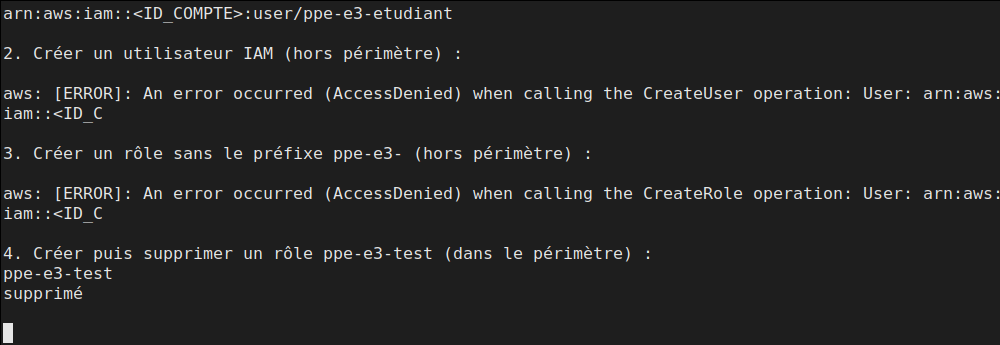 arn:aws:iam::<ID_COMPTE>:user/ppe-e3-etudiant
2. Créer un utilisateur IAM (hors périmètre) :
aws: [ERROR]: An error occurred (AccessDenied) when calling the CreateUser operation: User: arn:aws:
iam::<ID_C
3. Créer un rôle sans le préfixe ppe-e3- (hors périmètre) :
aws: [ERROR]: An error occurred (AccessDenied) when calling the CreateRole operation: User: arn:aws:
iam::<ID_C
4. Créer puis supprimer un rôle ppe-e3-test (dans le périmètre) :
ppe-e3-test
supprimé